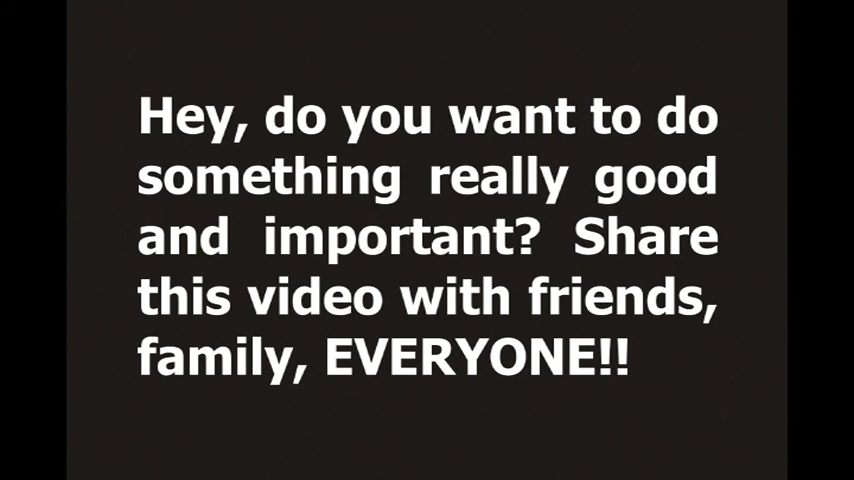 Hey, do you want to do
something really good
and important? Share
this video with friends,
family, EVERYONE!!